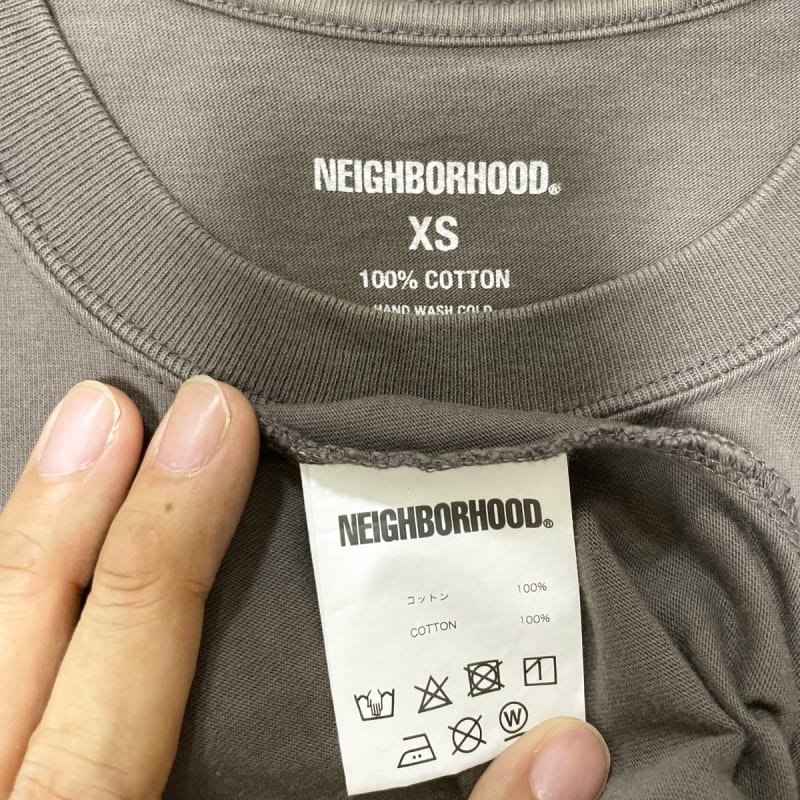 NEIGHBORHOOD®
XS
100% COTTON
HAND WASH COLD
NEIGHBORHOOD®
コットン 100%
COTTON 100%
W